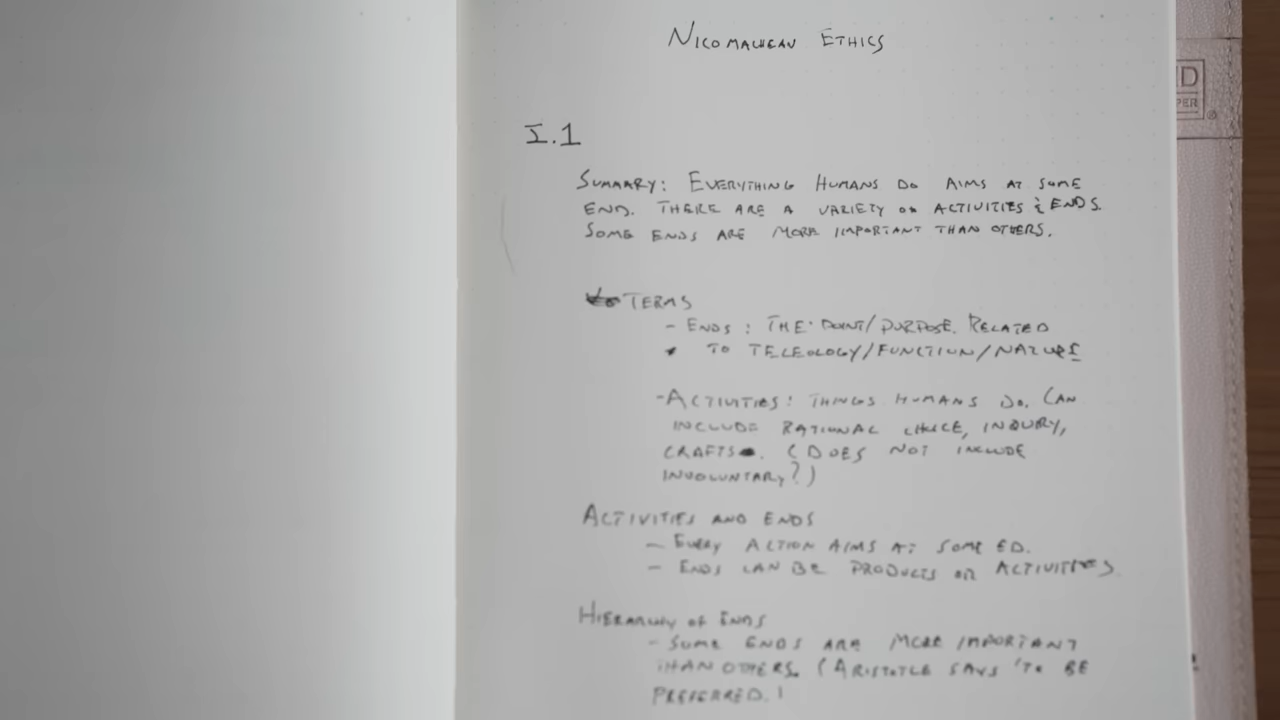 NICOMACHEAN ETHICS
I.1
SUMMARY: EVERYTHING HUMANS DO AIMS AT SOME
END. THERE ARE A VARIETY OF ACTIVITIES & ENDS.
SOME ENDS ARE MORE IMPORTANT THAN OTHERS.
TERMS
- ENDS: THE POINT/PURPOSE. RELATED
TO TELEOLOGY/FUNCTION/NATURE
- ACTIVITIES: THINGS HUMANS DO. CAN
INCLUDE RATIONAL CHOICE, INQUIRY,
CRAFTS. (DOES NOT INCLUDE
INVOLUNTARY?)
ACTIVITIES AND ENDS
- EVERY ACTION AIMS AT SOME ED.
- ENDS CAN BE PRODUCTS OR ACTIVITIES
HIERARCHY OF ENDS
- SOME ENDS ARE MORE IMPORTANT
THAN OTHERS. (ARISTOTLE SAYS 'TO BE
PREFERRED.)